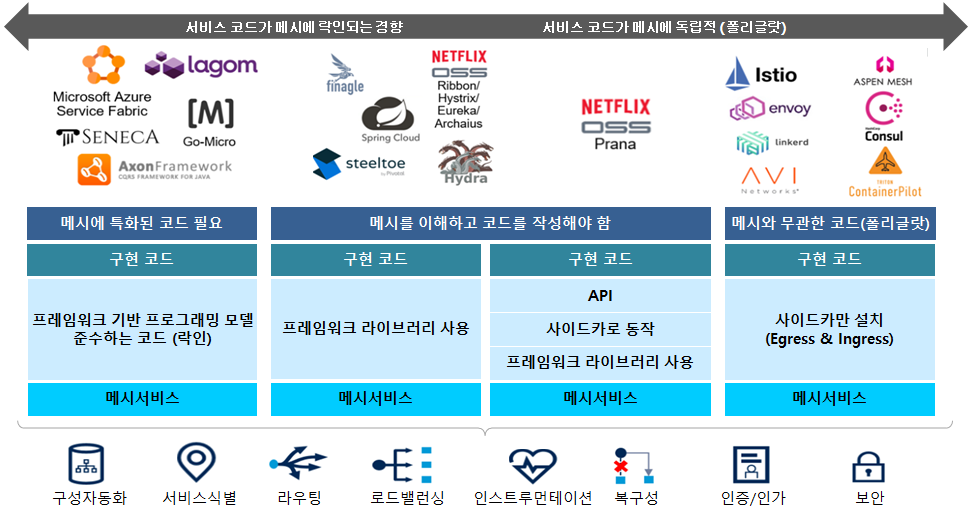 서비스 코드가 메시에 락인되는 경향
서비스 코드가 메시에 독립적 (폴리글랏)
Microsoft Azure
Service Fabric
lagom
SENECA
[M]
Go-Micro
AxonFramework
CQRS FRAMEWORK FOR JAVA
finagle
Spring Cloud
steeltoe
by Pivotal
NETFLIX
OSS
Ribbon/
Hystrix/
Eureka/
Archaius
Hydra
NETFLIX
OSS
Prana
Istio
envoy
linkerd
AVI
Networks
ASPEN MESH
HashiCorp
Consul
TRITON
ContainerPilot
메시에 특화된 코드 필요
메시를 이해하고 코드를 작성해야 함
메시와 무관한 코드(폴리글랏)
구현 코드
구현 코드
구현 코드
구현 코드
프레임워크 기반 프로그래밍 모델
준수하는 코드 (락인)
프레임워크 라이브러리 사용
API
사이드카로 동작
프레임워크 라이브러리 사용
사이드카만 설치
(Egress & Ingress)
메시서비스
메시서비스
메시서비스
메시서비스
구성자동화
서비스식별
라우팅
로드밸런싱
인스트루먼테이션
복구성
인증/인가
보안